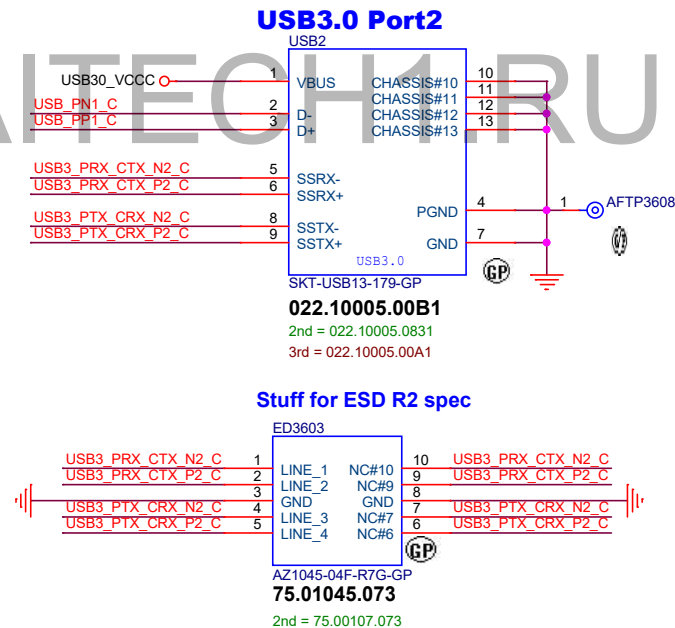 USB3.0 Port2
USB2
AITECH1.RU
USB30_VCCC
1
VBUS
CHASSIS#10
10
CHASSIS#11
11
USB_PN1_C
2
D-
CHASSIS#12
12
USB_PP1_C
3
D+
CHASSIS#13
13
USB3_PRX_CTX_N2_C
5
SSRX-
USB3_PRX_CTX_P2_C
6
SSRX+
PGND
4
1
AFTP3608
USB3_PTX_CRX_N2_C
8
SSTX-
USB3_PTX_CRX_P2_C
9
SSTX+
GND
7
USB3.0
GP
SKT-USB13-179-GP
022.10005.00B1
2nd = 022.10005.0831
3rd = 022.10005.00A1
Stuff for ESD R2 spec
ED3603
USB3_PRX_CTX_N2_C
1
LINE_1
NC#10
10
USB3_PRX_CTX_N2_C
USB3_PRX_CTX_P2_C
2
LINE_2
NC#9
9
USB3_PRX_CTX_P2_C
3
GND
GND
8
USB3_PTX_CRX_N2_C
4
LINE_3
NC#7
7
USB3_PTX_CRX_N2_C
USB3_PTX_CRX_P2_C
5
LINE_4
NC#6
6
USB3_PTX_CRX_P2_C
GP
AZ1045-04F-R7G-GP
75.01045.073
2nd = 75.00107.073